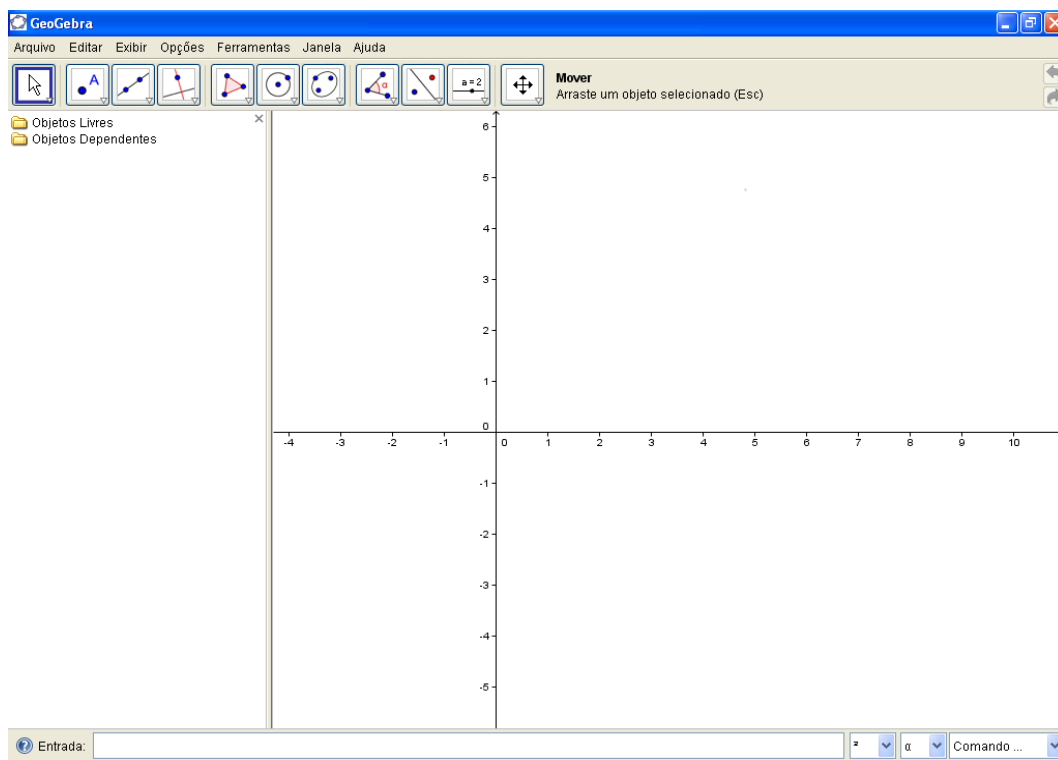 GeoGebra
Arquivo Editar Exibir Opções Ferramentas Janela Ajuda
A
α
a = 2
Mover
Arraste um objeto selecionado (Esc)
Objetos Livres
Objetos Dependentes
6
5
4
3
2
1
0
-4 -3 -2 -1 0 1 2 3 4 5 6 7 8 9 10
-1
-2
-3
-4
-5
Entrada: ² α Comando ...